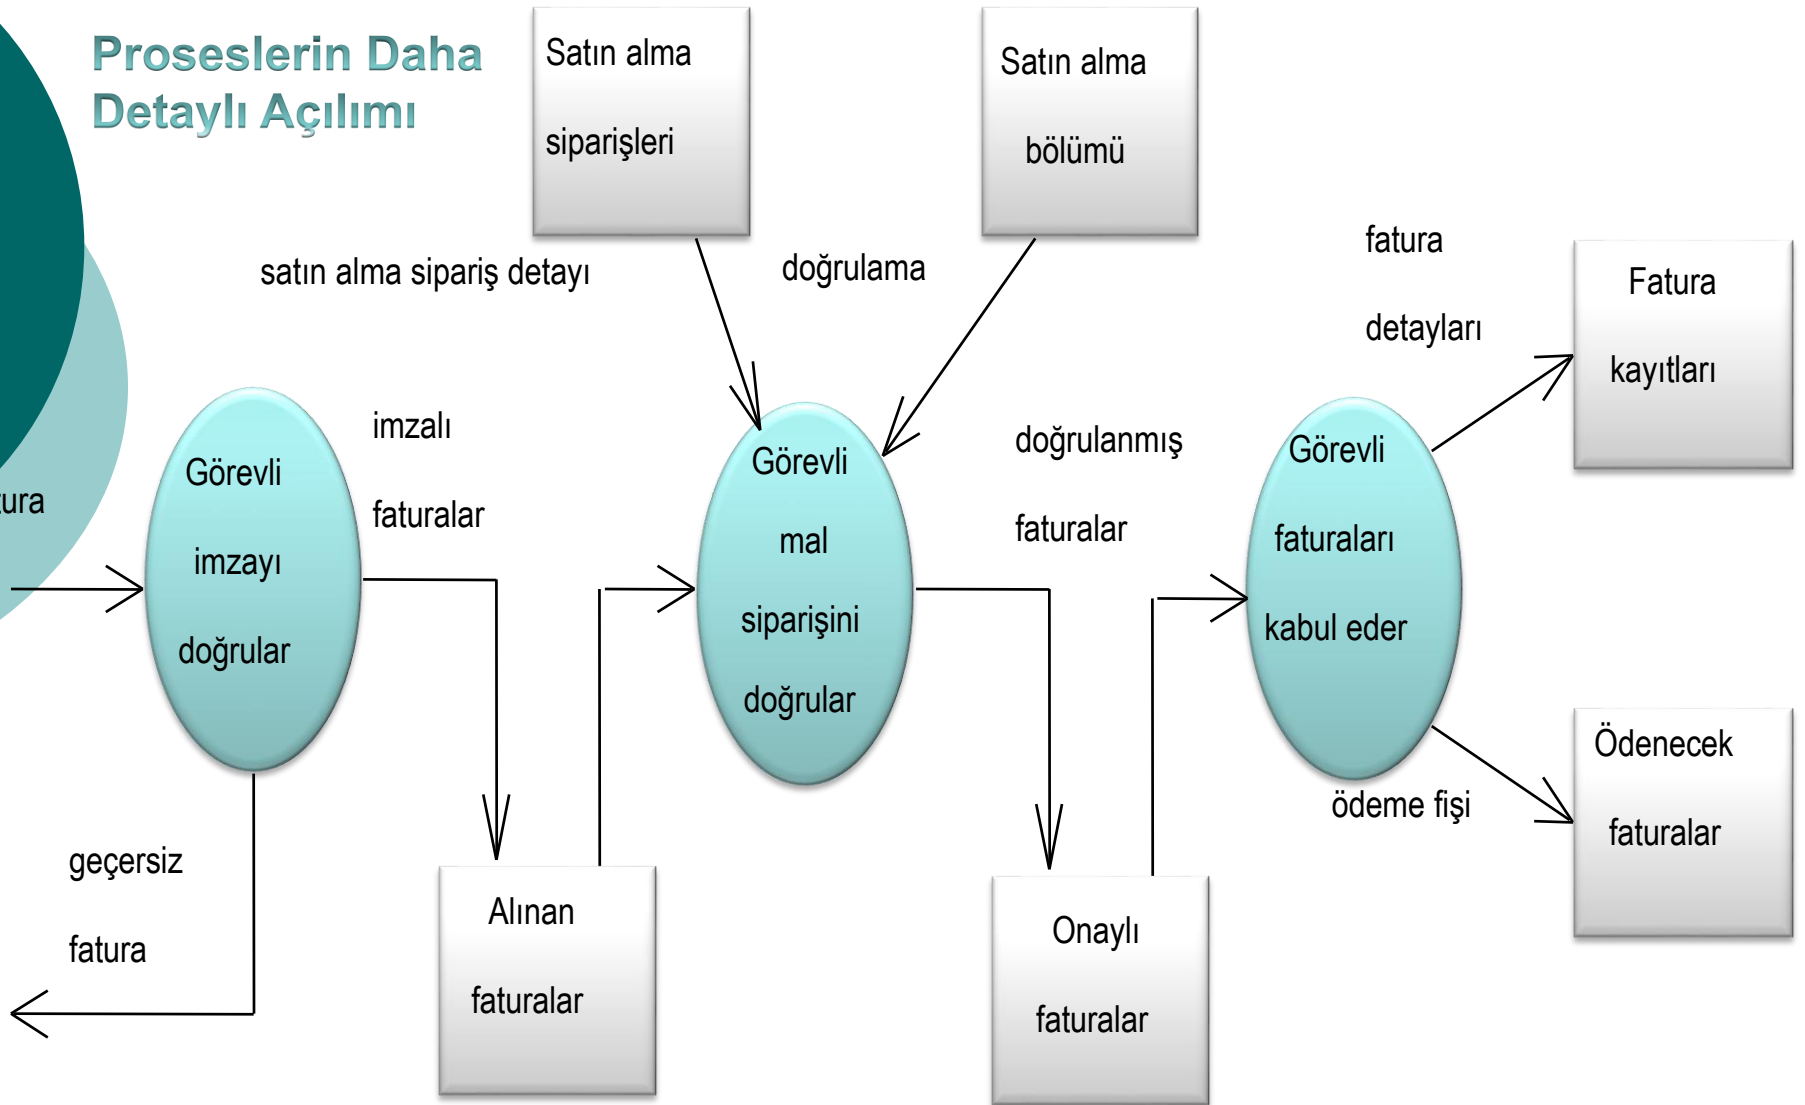 Proseslerin Daha
Detaylı Açılımı
Satın alma
siparişleri
Satın alma
bölümü
satın alma sipariş detayı
doğrulama
fatura
detayları
Fatura
kayıtları
tura
Görevli
imzayı
doğrular
imzalı
faturalar
Görevli
mal
siparişini
doğrular
doğrulanmış
faturalar
Görevli
faturaları
kabul eder
ödeme fişi
Ödenecek
faturalar
geçersiz
fatura
Alınan
faturalar
Onaylı
faturalar